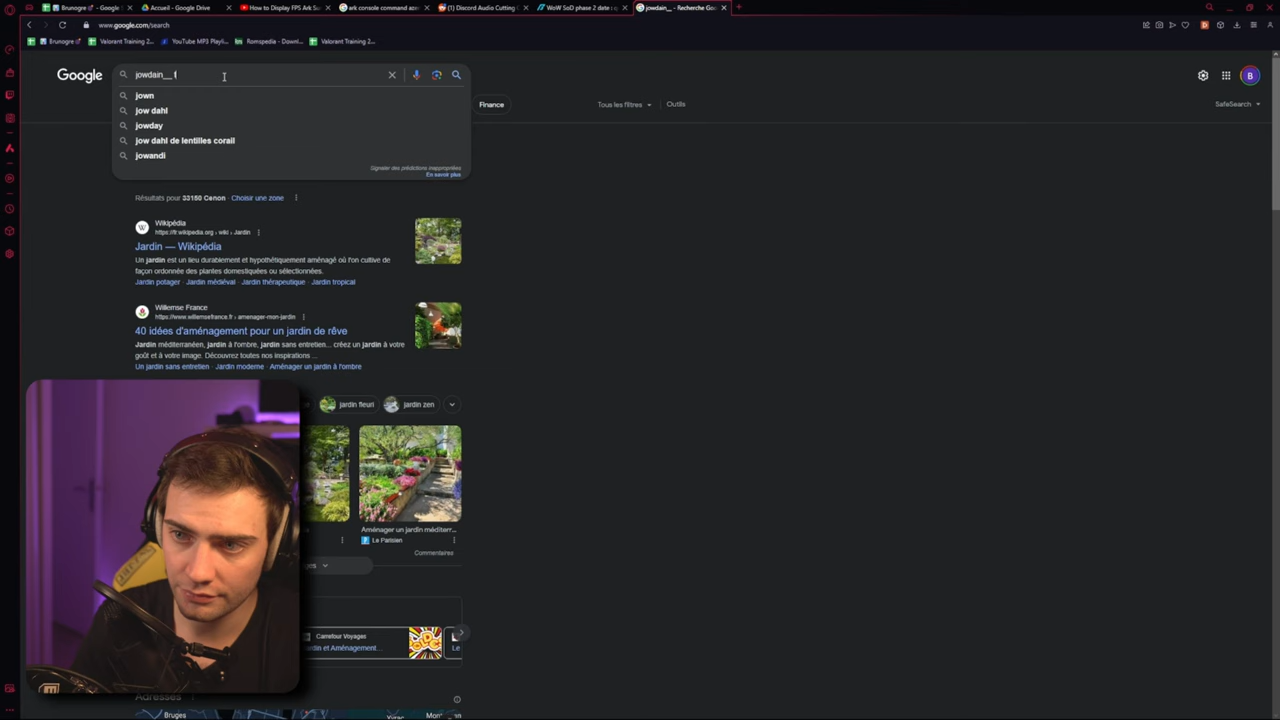 Brunogre - Google
Accueil - Google Drive
How to Display FPS Ark Su
ark console command
(1) Discord Audio Cutting
WoW SoD phase 2 date :
jowdain__ - Recherche Go
www.google.com/search
Brunogre
Valorant Training 2...
YouTube MP3 Playli...
Romspedia - Downl...
Valorant Training 2...
Google
jowdain__ t
B
jown
jow dahl
jowday
jow dahl de lentilles corail
jowandi
Signaler des prédictions inappropriées
En savoir plus
Finance
Tous les filtres
Outils
SafeSearch
Résultats pour 33150 Cenon · Choisir une zone
W
Wikipédia
https://fr.wikipedia.org › wiki › Jardin
Jardin — Wikipédia
Un jardin est un lieu durablement et hypothétiquement aménagé où l'on cultive de
façon ordonnée des plantes domestiquées ou sélectionnées.
Jardin potager · Jardin médiéval · Jardin thérapeutique · Jardin tropical
Willemse France
https://www.willemsefrance.fr › amenager-mon-jardin
40 idées d'aménagement pour un jardin de rêve
Jardin méditerranéen, jardin à l'ombre, jardin sans entretien... créez un jardin à votre
goût et à votre image. Découvrez toutes nos inspirations ...
Un jardin sans entretien · Jardin moderne · Aménager un jardin à l'ombre
jardin fleuri
jardin zen
Aménager un jardin méditerr...
Le Parisien
Commentaires
Carrefour Voyages
Jardin et Aménagement...
Le
Adresses
Bruges
Yvrac